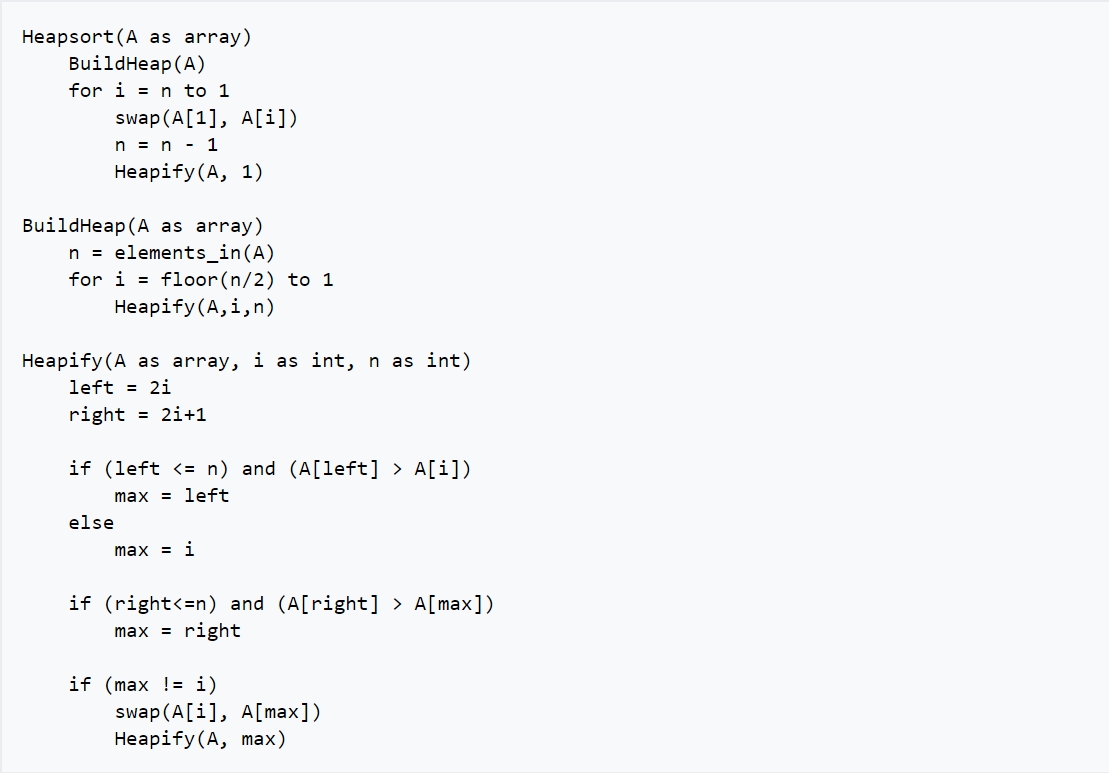 Heapsort(A as array)
    BuildHeap(A)
    for i = n to 1
        swap(A[1], A[i])
        n = n - 1
        Heapify(A, 1)

BuildHeap(A as array)
    n = elements_in(A)
    for i = floor(n/2) to 1
        Heapify(A,i,n)

Heapify(A as array, i as int, n as int)
    left = 2i
    right = 2i+1

    if (left <= n) and (A[left] > A[i])
        max = left
    else
        max = i

    if (right<=n) and (A[right] > A[max])
        max = right

    if (max != i)
        swap(A[i], A[max])
        Heapify(A, max)